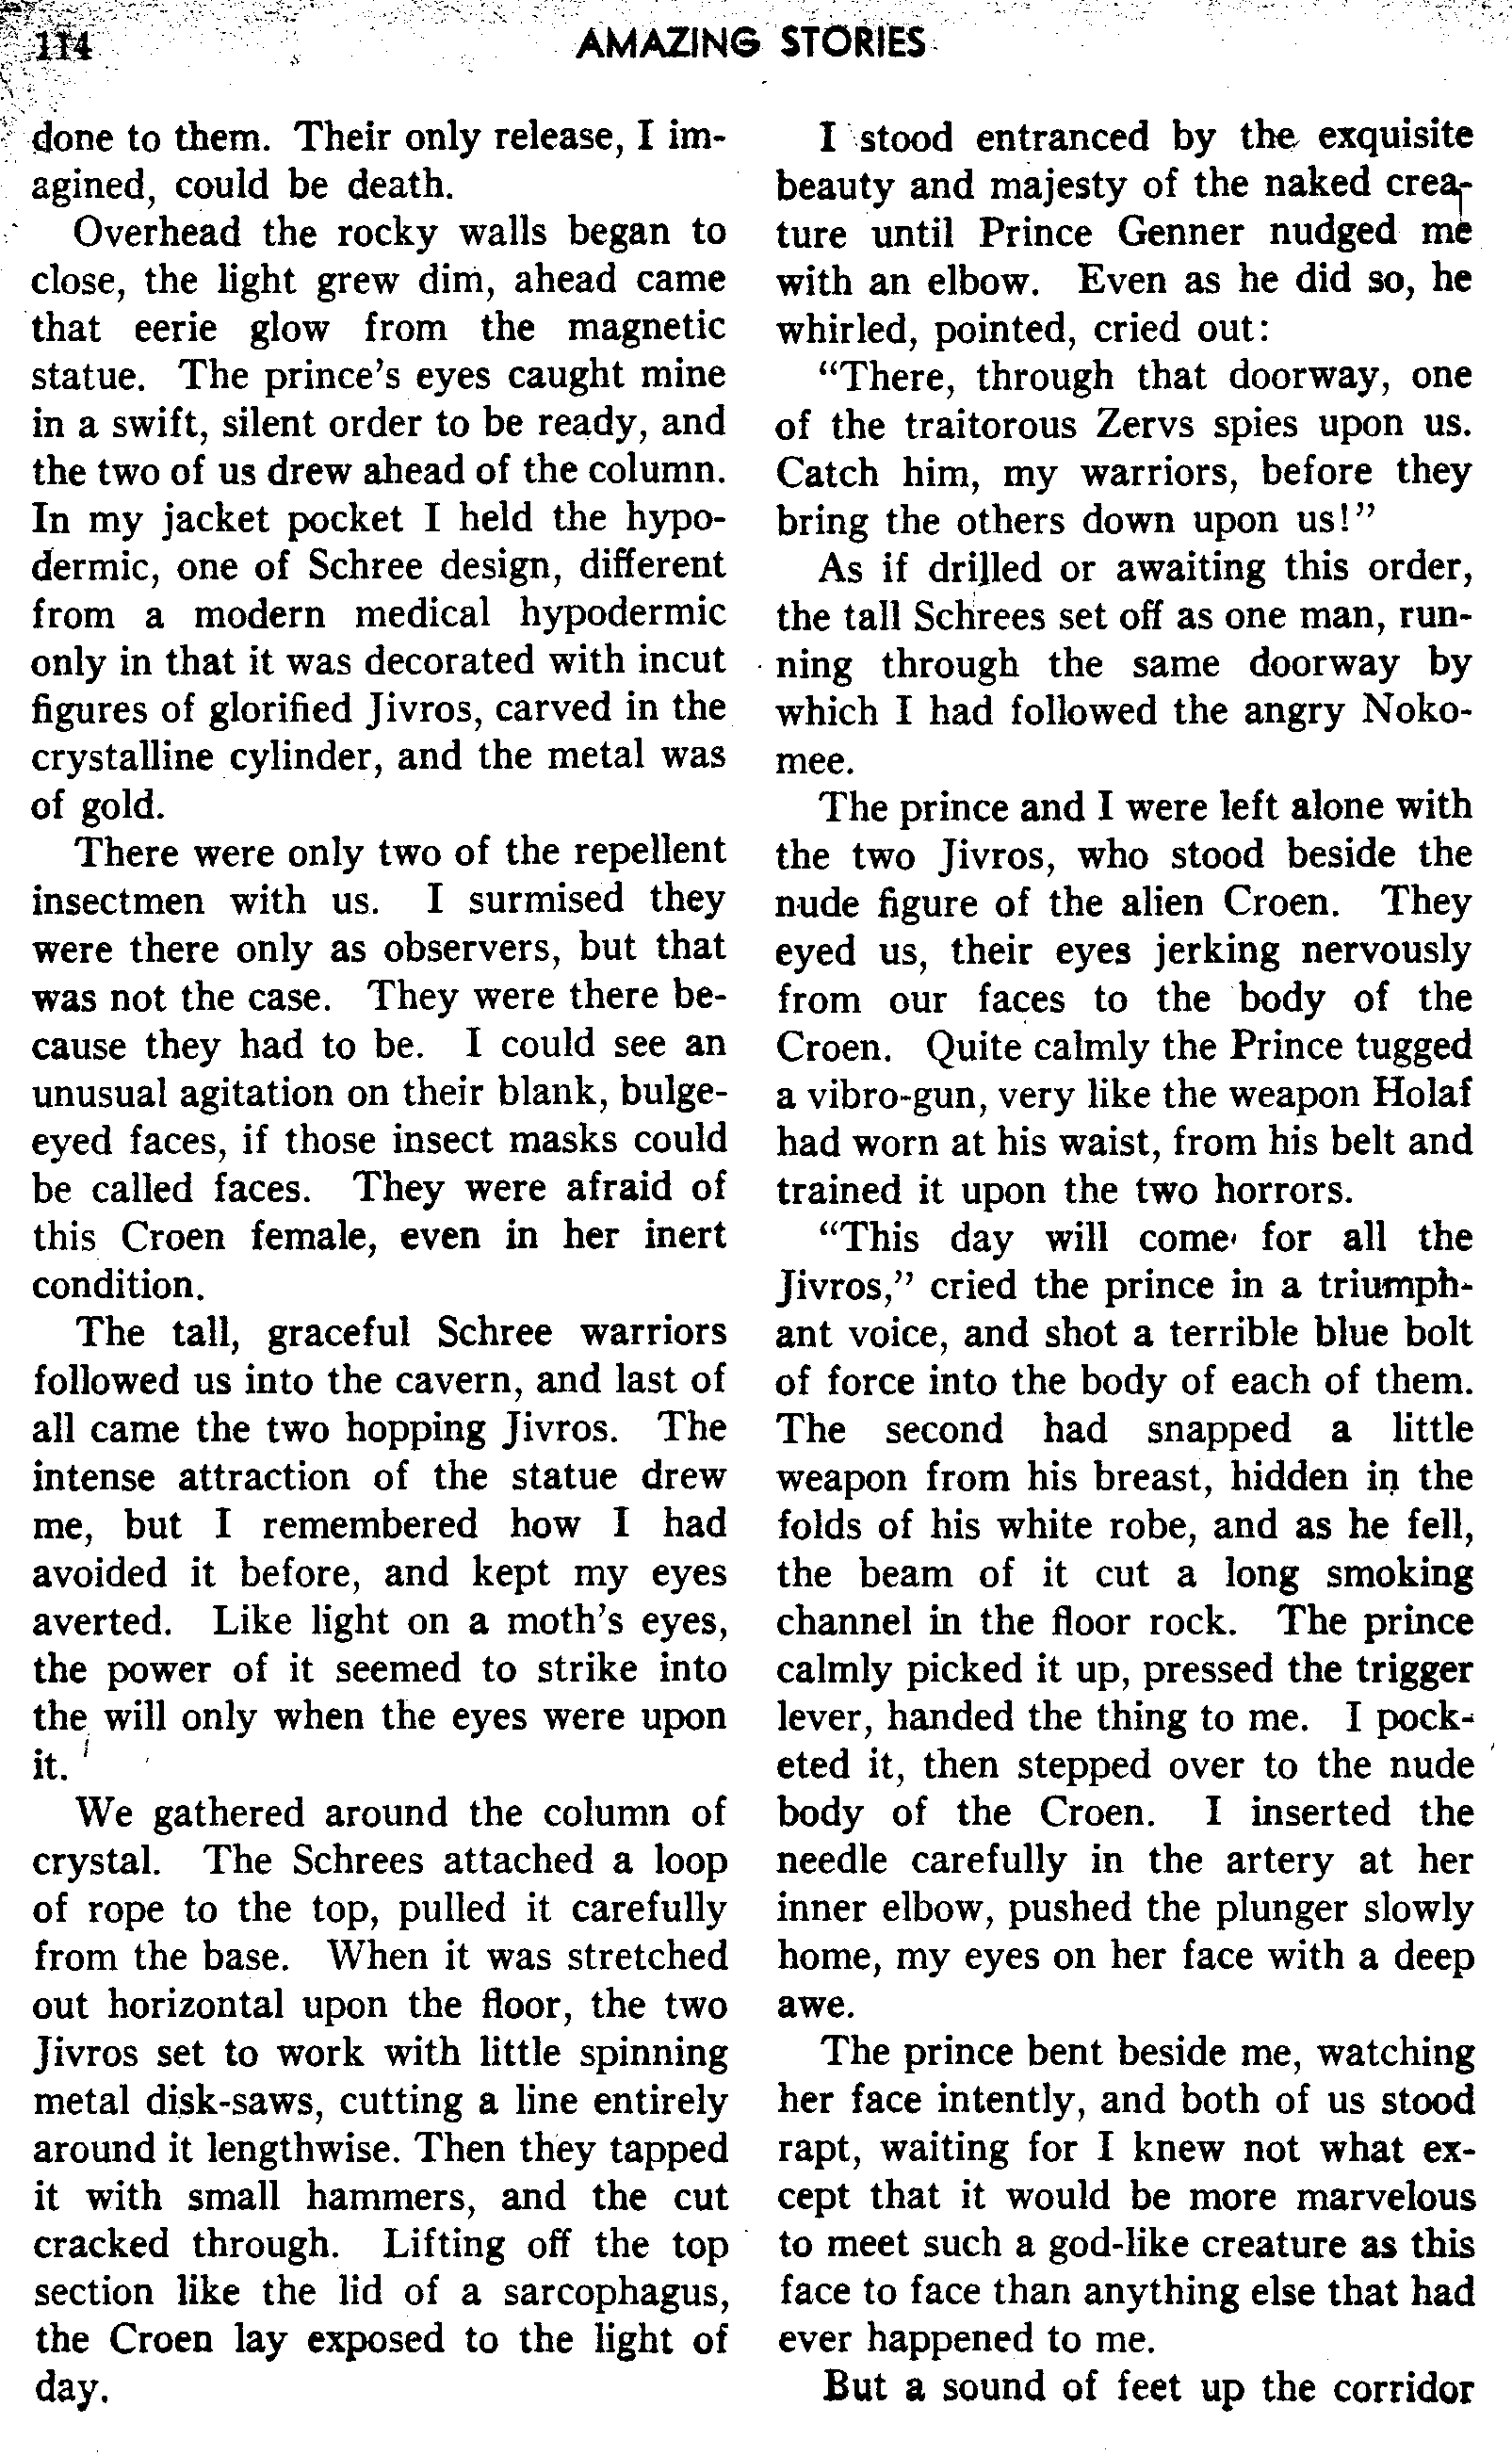 114
AMAZING STORIES
done to them. Their only release, I im-
agined, could be death.
Overhead the rocky walls began to
close, the light grew dim, ahead came
that eerie glow from the magnetic
statue. The prince's eyes caught mine
in a swift, silent order to be ready, and
the two of us drew ahead of the column.
In my jacket pocket I held the hypo-
dermic, one of Schree design, different
from a modern medical hypodermic
only in that it was decorated with incut
figures of glorified Jivros, carved in the
crystalline cylinder, and the metal was
of gold.
There were only two of the repellent
insectmen with us. I surmised they
were there only as observers, but that
was not the case. They were there be-
cause they had to be. I could see an
unusual agitation on their blank, bulge-
eyed faces, if those insect masks could
be called faces. They were afraid of
this Croen female, even in her inert
condition.
The tall, graceful Schree warriors
followed us into the cavern, and last of
all came the two hopping Jivros. The
intense attraction of the statue drew
me, but I remembered how I had
avoided it before, and kept my eyes
averted. Like light on a moth's eyes,
the power of it seemed to strike into
the will only when the eyes were upon
it.
We gathered around the column of
crystal. The Schrees attached a loop
of rope to the top, pulled it carefully
from the base. When it was stretched
out horizontal upon the floor, the two
Jivros set to work with little spinning
metal disk-saws, cutting a line entirely
around it lengthwise. Then they tapped
it with small hammers, and the cut
cracked through. Lifting off the top
section like the lid of a sarcophagus,
the Croen lay exposed to the light of
day.
I stood entranced by the exquisite
beauty and majesty of the naked crea-
ture until Prince Genner nudged me
with an elbow. Even as he did so, he
whirled, pointed, cried out:
"There, through that doorway, one
of the traitorous Zervs spies upon us.
Catch him, my warriors, before they
bring the others down upon us!"
As if drilled or awaiting this order,
the tall Schrees set off as one man, run-
ning through the same doorway by
which I had followed the angry Noko-
mee.
The prince and I were left alone with
the two Jivros, who stood beside the
nude figure of the alien Croen. They
eyed us, their eyes jerking nervously
from our faces to the body of the
Croen. Quite calmly the Prince tugged
a vibro-gun, very like the weapon Holaf
had worn at his waist, from his belt and
trained it upon the two horrors.
"This day will come for all the
Jivros," cried the prince in a triumph-
ant voice, and shot a terrible blue bolt
of force into the body of each of them.
The second had snapped a little
weapon from his breast, hidden in the
folds of his white robe, and as he fell,
the beam of it cut a long smoking
channel in the floor rock. The prince
calmly picked it up, pressed the trigger
lever, handed the thing to me. I pock-
eted it, then stepped over to the nude
body of the Croen. I inserted the
needle carefully in the artery at her
inner elbow, pushed the plunger slowly
home, my eyes on her face with a deep
awe.
The prince bent beside me, watching
her face intently, and both of us stood
rapt, waiting for I knew not what ex-
cept that it would be more marvelous
to meet such a god-like creature as this
face to face than anything else that had
ever happened to me.
But a sound of feet up the corridor